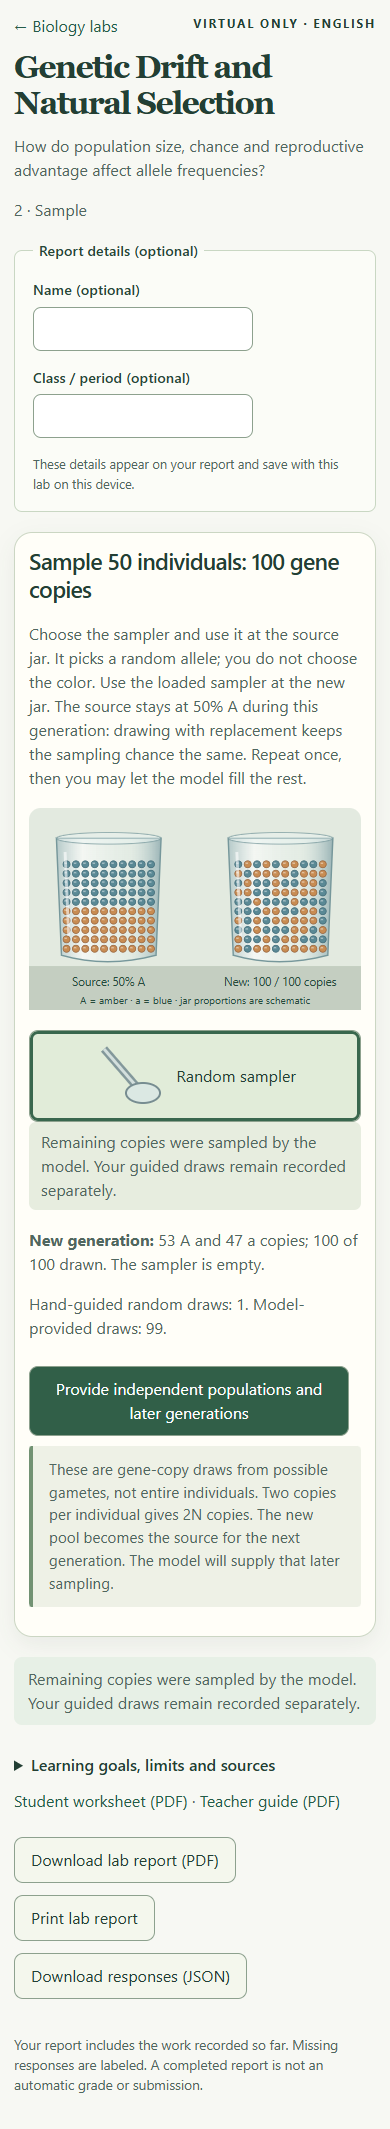 ← Biology labs
VIRTUAL ONLY · ENGLISH
Genetic Drift and
Natural Selection
How do population size, chance and reproductive
advantage affect allele frequencies?
2 · Sample
Report details (optional)
Name (optional)
Class / period (optional)
These details appear on your report and save with this
lab on this device.
Sample 50 individuals: 100 gene
copies
Choose the sampler and use it at the source
jar. It picks a random allele; you do not choose
the color. Use the loaded sampler at the new
jar. The source stays at 50% A during this
generation: drawing with replacement keeps
the sampling chance the same. Repeat once,
then you may let the model fill the rest.
Source: 50% A
New: 100 / 100 copies
A = amber · a = blue · jar proportions are schematic
Random sampler
Remaining copies were sampled by the
model. Your guided draws remain recorded
separately.
New generation: 53 A and 47 a copies; 100 of
100 drawn. The sampler is empty.
Hand-guided random draws: 1. Model-
provided draws: 99.
Provide independent populations and
later generations
These are gene-copy draws from possible
gametes, not entire individuals. Two copies
per individual gives 2N copies. The new
pool becomes the source for the next
generation. The model will supply that later
sampling.
Remaining copies were sampled by the model.
Your guided draws remain recorded separately.
▶ Learning goals, limits and sources
Student worksheet (PDF) · Teacher guide (PDF)
Download lab report (PDF)
Print lab report
Download responses (JSON)
Your report includes the work recorded so far. Missing
responses are labeled. A completed report is not an
automatic grade or submission.